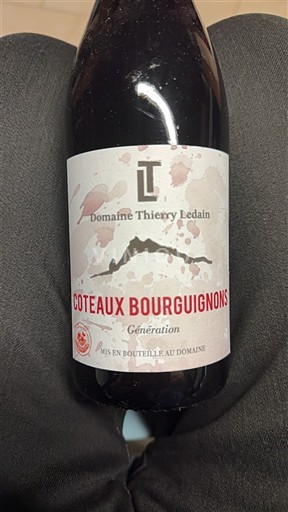 LT
Domaine Thierry Ledain
COTEAUX BOURGUIGNONS
Génération
MIS EN BOUTEILLE AU DOMAINE